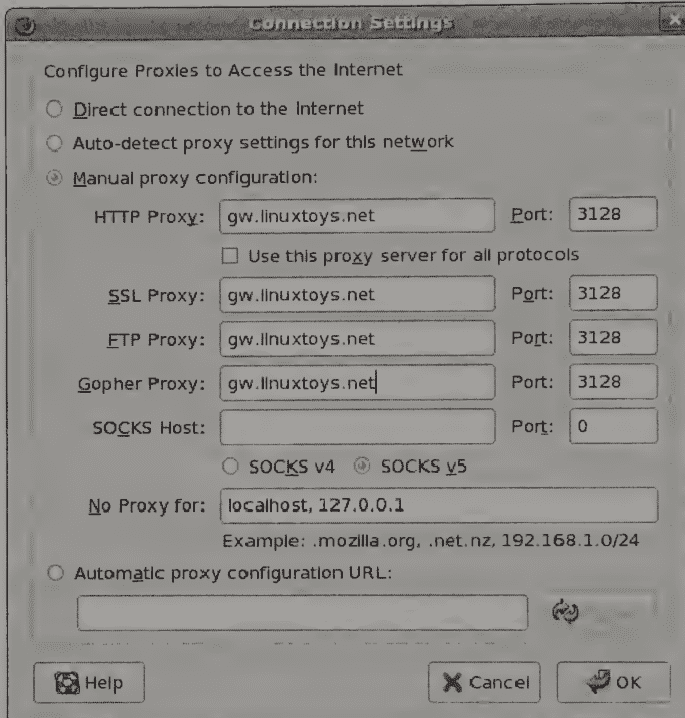 Connection Settings
Configure Proxies to Access the Internet
Direct connection to the Internet
Auto-detect proxy settings for this network
Manual proxy configuration:
HTTP Proxy: gw.linuxtoys.net Port: 3128
Use this proxy server for all protocols
SSL Proxy: gw.linuxtoys.net Port: 3128
FTP Proxy: gw.linuxtoys.net Port: 3128
Gopher Proxy: gw.linuxtoys.net Port: 3128
SOCKS Host: Port: 0
SOCKS v4 SOCKS v5
No Proxy for: localhost, 127.0.0.1
Example: .mozilla.org, .net.nz, 192.168.1.0/24
Automatic proxy configuration URL:
Help Cancel OK